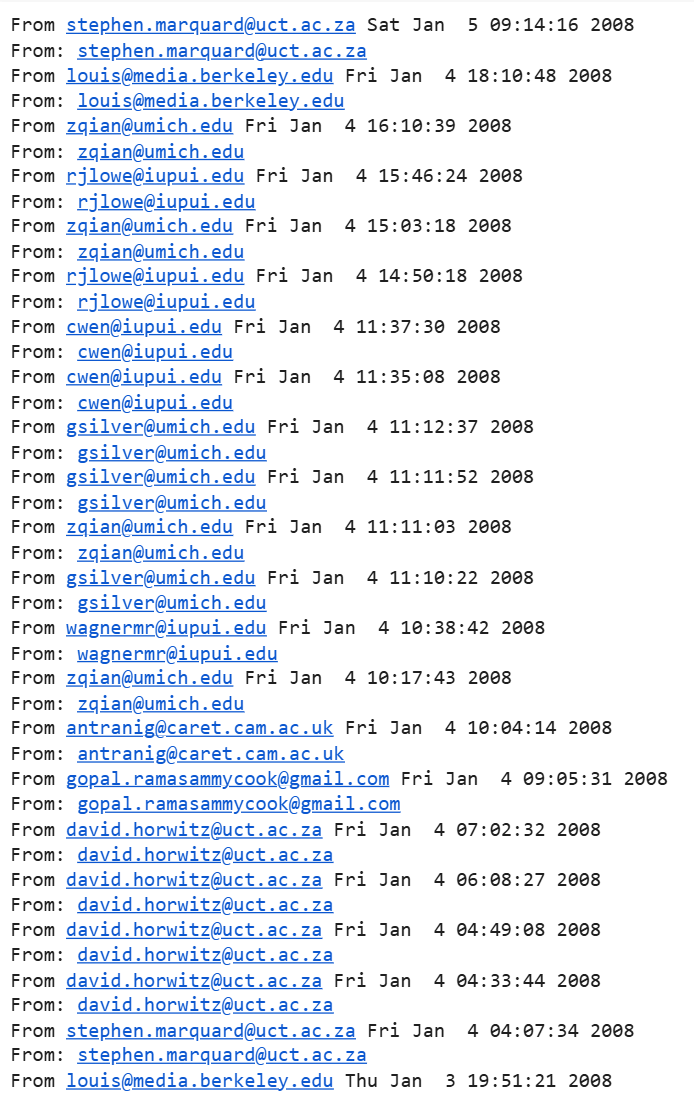 From stephen.marquard@uct.ac.za Sat Jan  5 09:14:16 2008
From: stephen.marquard@uct.ac.za
From louis@media.berkeley.edu Fri Jan  4 18:10:48 2008
From: louis@media.berkeley.edu
From zqian@umich.edu Fri Jan  4 16:10:39 2008
From: zqian@umich.edu
From rjlowe@iupui.edu Fri Jan  4 15:46:24 2008
From: rjlowe@iupui.edu
From zqian@umich.edu Fri Jan  4 15:03:18 2008
From: zqian@umich.edu
From rjlowe@iupui.edu Fri Jan  4 14:50:18 2008
From: rjlowe@iupui.edu
From cwen@iupui.edu Fri Jan  4 11:37:30 2008
From: cwen@iupui.edu
From cwen@iupui.edu Fri Jan  4 11:35:08 2008
From: cwen@iupui.edu
From gsilver@umich.edu Fri Jan  4 11:12:37 2008
From: gsilver@umich.edu
From gsilver@umich.edu Fri Jan  4 11:11:52 2008
From: gsilver@umich.edu
From zqian@umich.edu Fri Jan  4 11:11:03 2008
From: zqian@umich.edu
From gsilver@umich.edu Fri Jan  4 11:10:22 2008
From: gsilver@umich.edu
From wagnermr@iupui.edu Fri Jan  4 10:38:42 2008
From: wagnermr@iupui.edu
From zqian@umich.edu Fri Jan  4 10:17:43 2008
From: zqian@umich.edu
From antranig@caret.cam.ac.uk Fri Jan  4 10:04:14 2008
From: antranig@caret.cam.ac.uk
From gopal.ramasammycook@gmail.com Fri Jan  4 09:05:31 2008
From: gopal.ramasammycook@gmail.com
From david.horwitz@uct.ac.za Fri Jan  4 07:02:32 2008
From: david.horwitz@uct.ac.za
From david.horwitz@uct.ac.za Fri Jan  4 06:08:27 2008
From: david.horwitz@uct.ac.za
From david.horwitz@uct.ac.za Fri Jan  4 04:49:08 2008
From: david.horwitz@uct.ac.za
From david.horwitz@uct.ac.za Fri Jan  4 04:33:44 2008
From: david.horwitz@uct.ac.za
From stephen.marquard@uct.ac.za Fri Jan  4 04:07:34 2008
From: stephen.marquard@uct.ac.za
From louis@media.berkeley.edu Thu Jan  3 19:51:21 2008